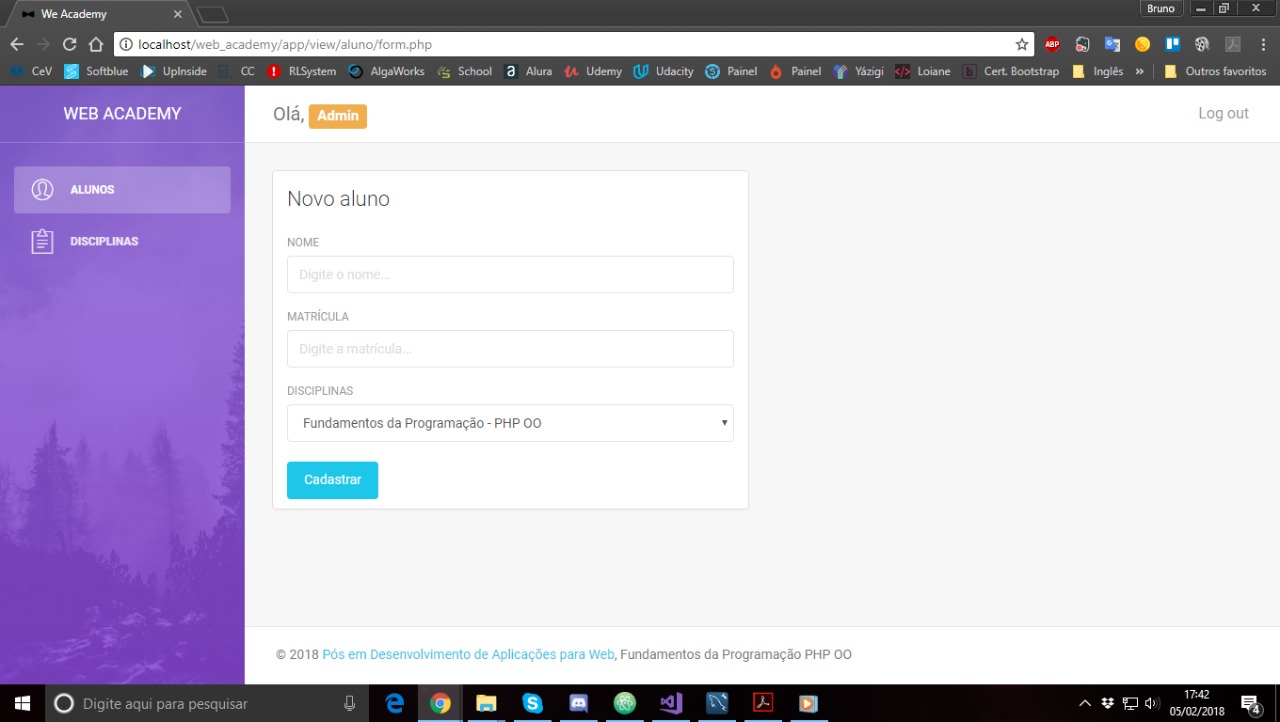 We Academy
Bruno
localhost/web_academy/app/view/aluno/form.php
ABP
CeV Softblue UpInside CC RLSystem AlgaWorks School Alura Udemy Udacity Painel Painel Yázigi Loiane Cert. Bootstrap Inglês » Outros favoritos
WEB ACADEMY
Olá, Admin
Log out
ALUNOS
DISCIPLINAS
Novo aluno
NOME
Digite o nome...
MATRÍCULA
Digite a matrícula...
DISCIPLINAS
Fundamentos da Programação - PHP OO
Cadastrar
© 2018 Pós em Desenvolvimento de Aplicações para Web, Fundamentos da Programação PHP OO
Digite aqui para pesquisar
17:42
05/02/2018
4